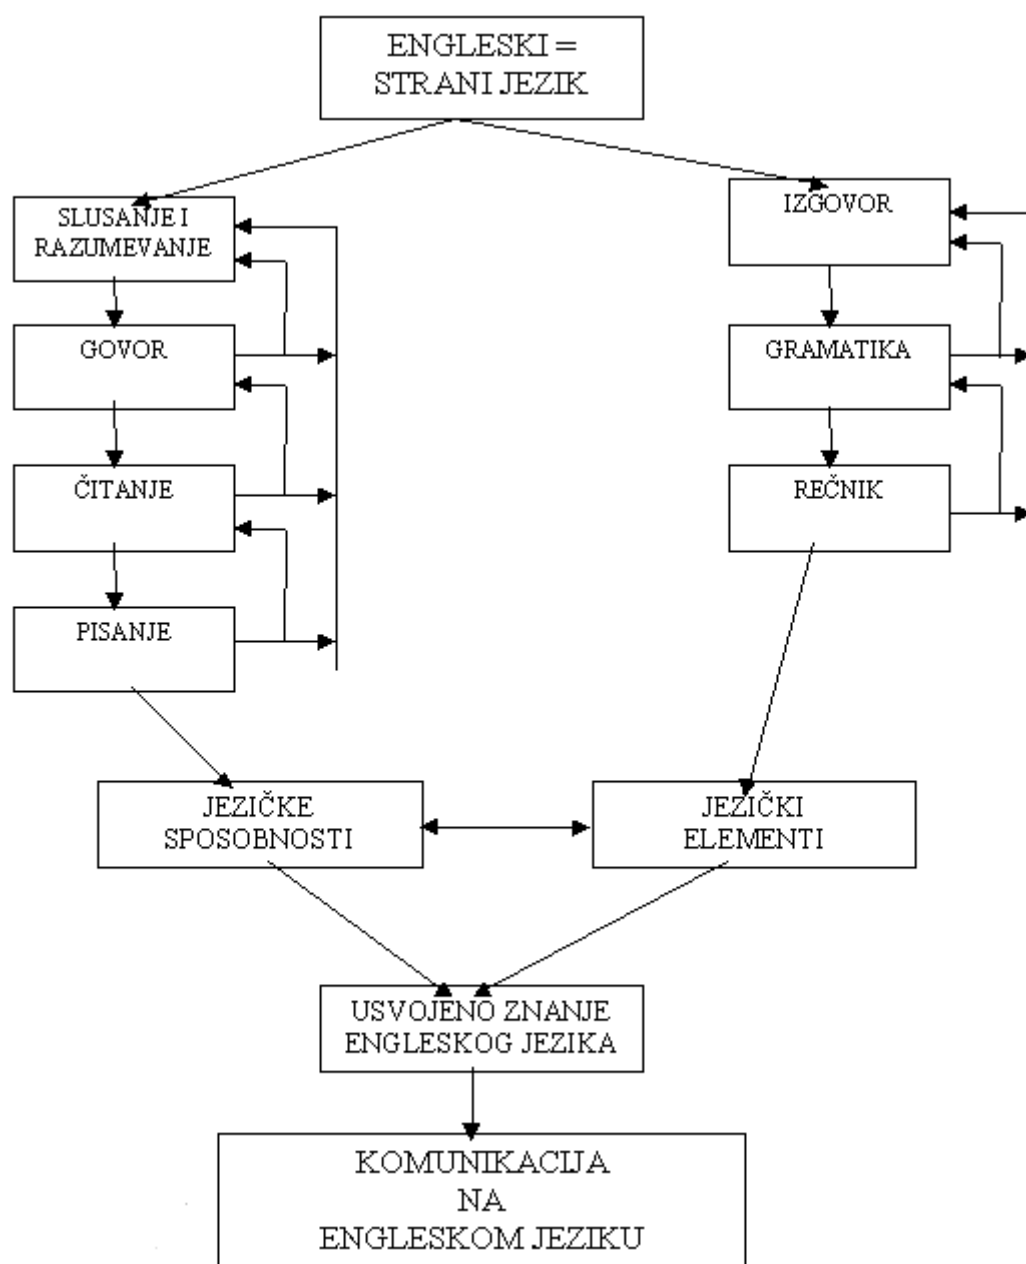 ENGLESKI =
STRANI JEZIK
SLUSANJE I
RAZUMEVANJE
GOVOR
ČITANJE
PISANJE
IZGOVOR
GRAMATIKA
REČNIK
JEZIČKE
SPOSOBNOSTI
JEZIČKI
ELEMENTI
USVOJENO ZNANJE
ENGLESKOG JEZIKA
KOMUNIKACIJA
NA
ENGLESKOM JEZIKU